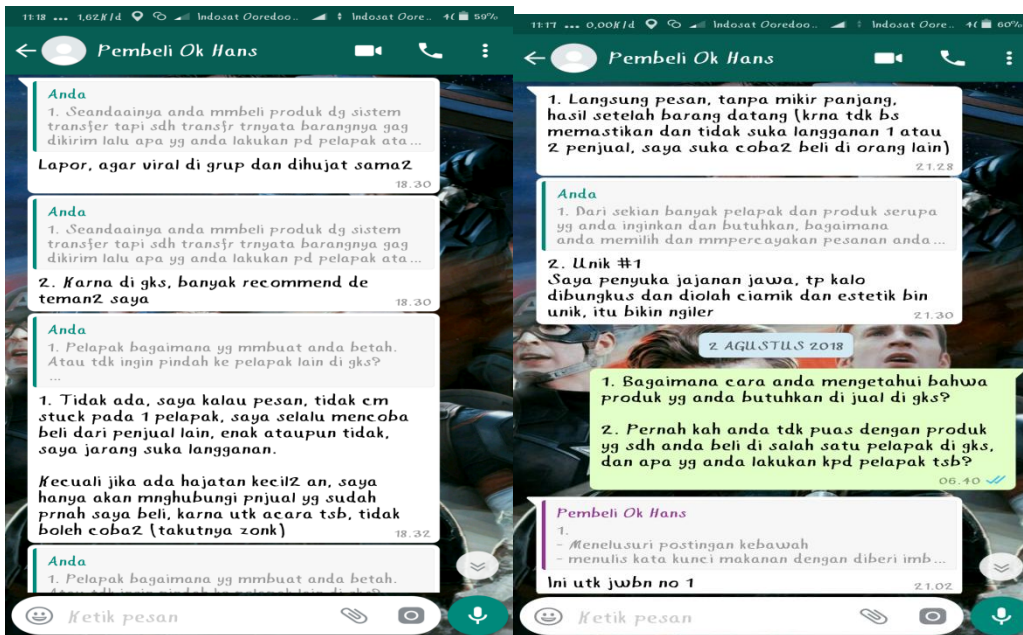 11:18 ... 1,62K/d Indosat Ooredoo... Indosat Oore.. 59%
Pembeli Ok Hans
Anda
1. Seandaainya anda mmbeli produk dg sistem
transfer tapi sdh transfr trnyata barangnya gag
dikirim lalu apa yg anda lakukan pd pelapak ata...
Lapor, agar viral di grup dan dihujat sama2
18.30
Anda
1. Seandaainya anda mmbeli produk dg sistem
transfer tapi sdh transfr trnyata barangnya gag
dikirim lalu apa yg anda lakukan pd pelapak ata...
2. Karna di gks, banyak recommend de
teman2 saya
18.30
Anda
1. Pelapak bagaimana yg mmbuat anda betah.
Atau tdk ingin pindah ke pelapak lain di gks?
...
1. Tidak ada, saya kalau pesan, tidak cm
stuck pada 1 pelapak, saya selalu mencoba
beli dari penjual lain, enak ataupun tidak,
saya jarang suka langganan.
Kecuali jika ada hajatan kecil2 an, saya
hanya akan mnghubungi pnjual yg sudah
prnah saya beli, karna utk acara tsb, tidak
boleh coba2 (takutnya zonk)
18.32
Anda
1. Pelapak bagaimana yg mmbuat anda betah.
Atau tdk ingin pindah ke pelapak lain di gks?
Ketik pesan
11:17 ... 0,00K/d Indosat Ooredoo... Indosat Oore.. 60%
Pembeli Ok Hans
1. Langsung pesan, tanpa mikir panjang,
hasil setelah barang datang (krna tdk bs
memastikan dan tidak suka langganan 1 atau
2 penjual, saya suka coba2 beli di orang lain)
21.28
Anda
1. Dari sekian banyak pelapak dan produk serupa
yg anda inginkan dan butuhkan, bagaimana
anda memilih dan mmpercayakan pesanan anda...
2. Unik #1
Saya penyuka jajanan jawa, tp kalo
dibungkus dan diolah ciamik dan estetik bin
unik, itu bikin ngiler
21.30
2 AGUSTUS 2018
1. Bagaimana cara anda mengetahui bahwa
produk yg anda butuhkan di jual di gks?
2. Pernah kah anda tdk puas dengan produk
yg sdh anda beli di salah satu pelapak di gks,
dan apa yg anda lakukan kpd pelapak tsb?
06.40
Pembeli Ok Hans
1.
- Menelusuri postingan kebawah
- menulis kata kunci makanan dengan diberi imb...
Ini utk jwbn no 1
21.02
Ketik pesan